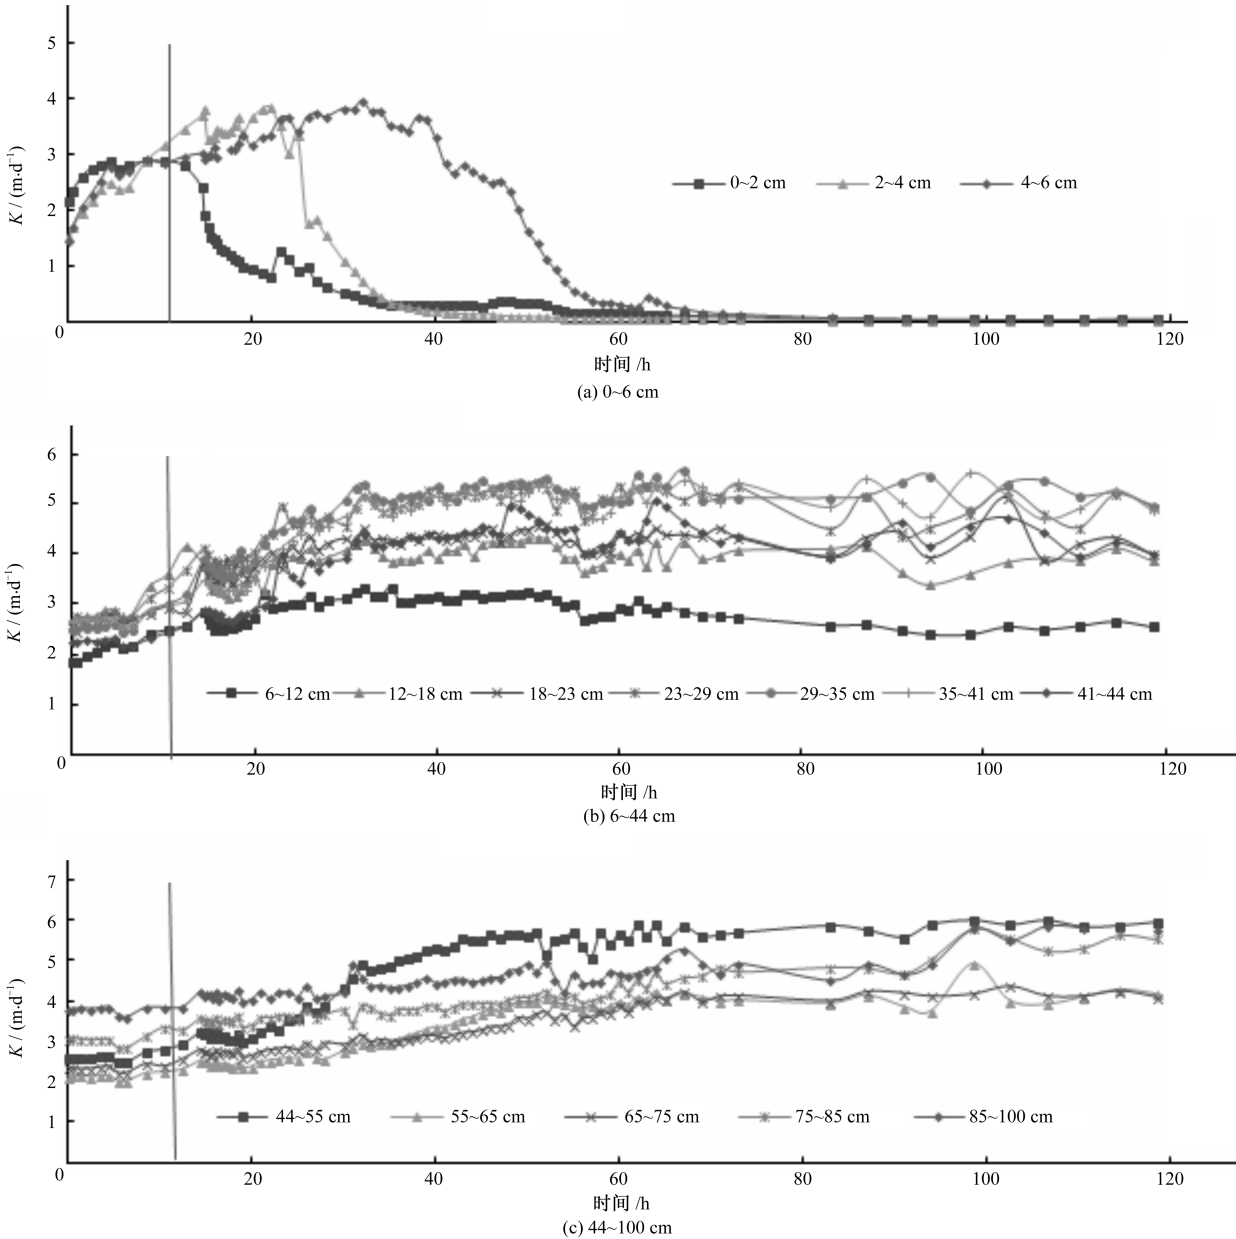 5
4
3
2
1
0
K / (m·d⁻¹)
0~2 cm 2~4 cm 4~6 cm
20 40 60 80 100 120
时间 /h
(a) 0~6 cm
6
5
4
3
2
1
0
K / (m·d⁻¹)
6~12 cm 12~18 cm 18~23 cm 23~29 cm 29~35 cm 35~41 cm 41~44 cm
20 40 60 80 100 120
时间 /h
(b) 6~44 cm
7
6
5
4
3
2
1
0
K / (m·d⁻¹)
44~55 cm 55~65 cm 65~75 cm 75~85 cm 85~100 cm
20 40 60 80 100 120
时间 /h
(c) 44~100 cm